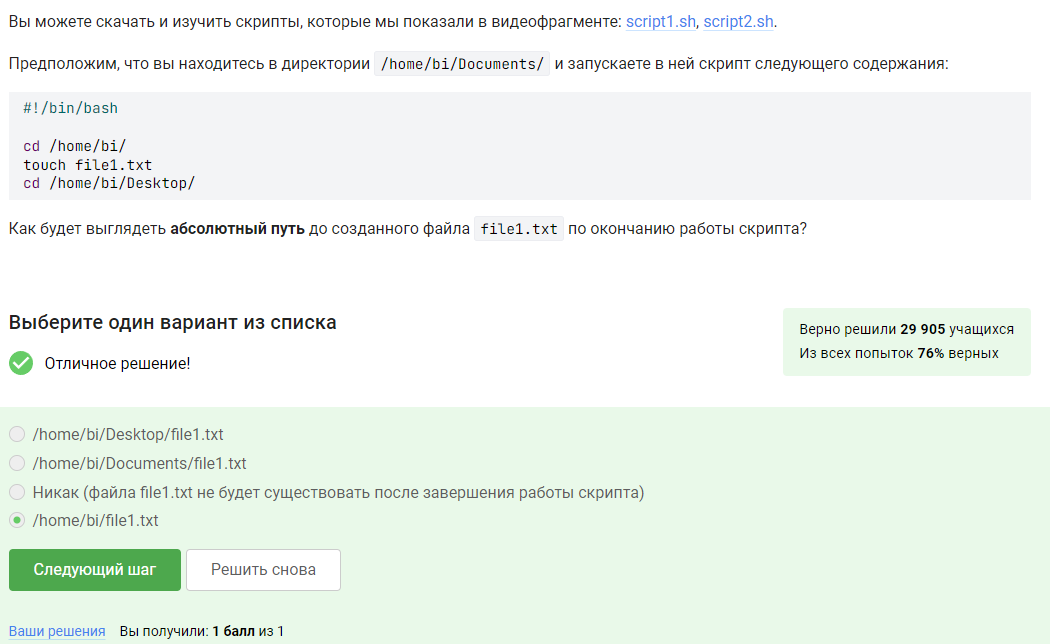 Вы можете скачать и изучить скрипты, которые мы показали в видеофрагменте: script1.sh, script2.sh.
Предположим, что вы находитесь в директории /home/bi/Documents/ и запускаете в ней скрипт следующего содержания:
#!/bin/bash
cd /home/bi/
touch file1.txt
cd /home/bi/Desktop/
Как будет выглядеть абсолютный путь до созданного файла file1.txt по окончанию работы скрипта?
Выберите один вариант из списка
Отличное решение!
Верно решили 29 905 учащихся
Из всех попыток 76% верных
/home/bi/Desktop/file1.txt
/home/bi/Documents/file1.txt
Никак (файла file1.txt не будет существовать после завершения работы скрипта)
/home/bi/file1.txt
Следующий шаг
Решить снова
Ваши решения Вы получили: 1 балл из 1